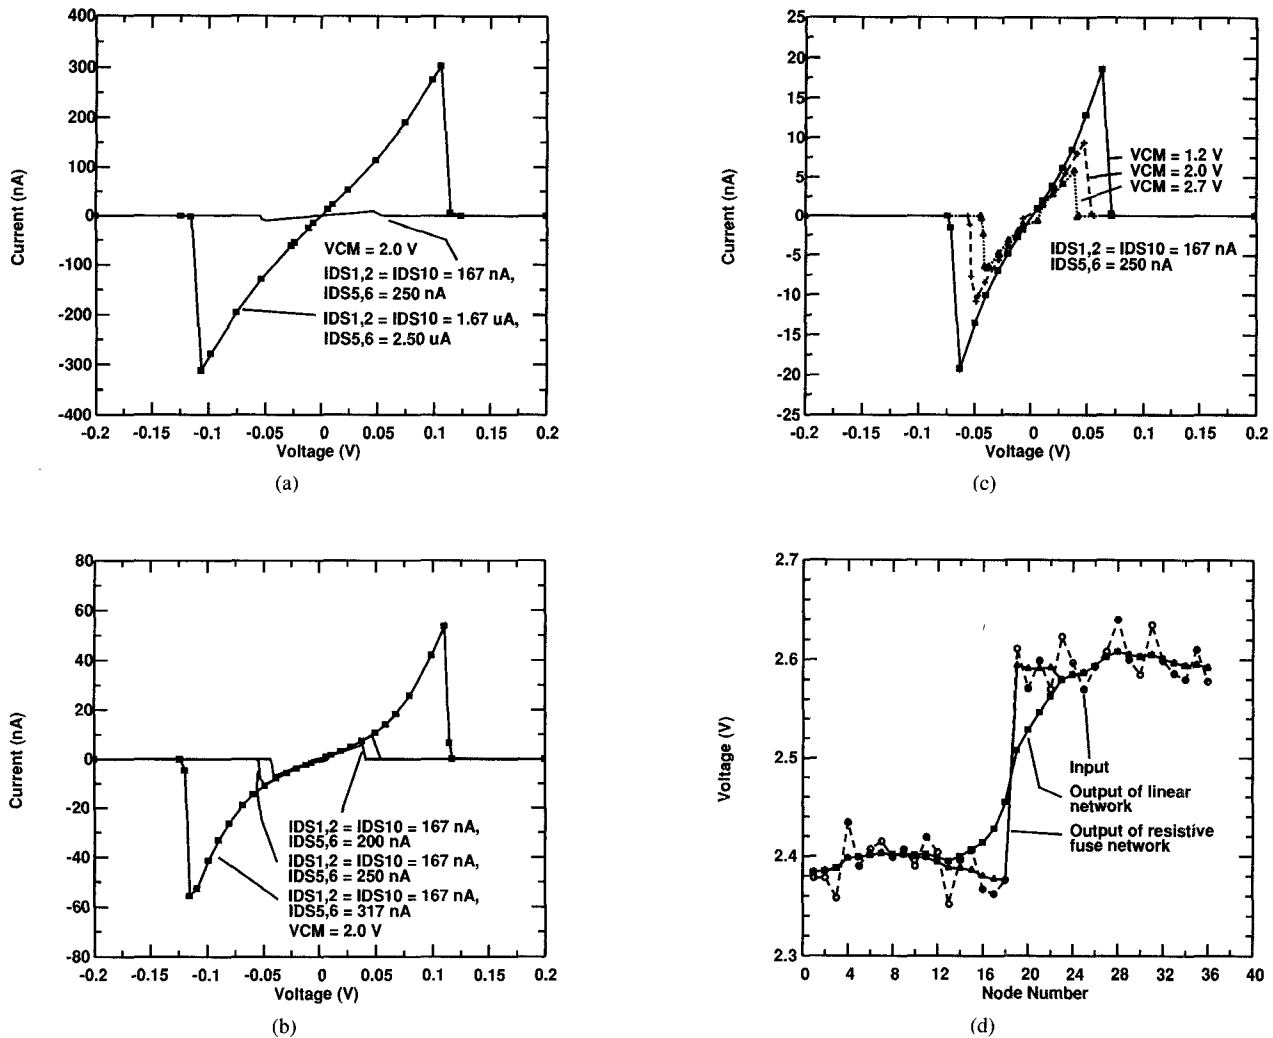 400
300
200
100
0
-100
-200
-300
-400
Current (nA)
VCM = 2.0 V
IDS1,2 = IDS10 = 167 nA,
IDS5,6 = 250 nA
IDS1,2 = IDS10 = 1.67 uA,
IDS5,6 = 2.50 uA
-0.2 -0.15 -0.1 -0.05 0 0.05 0.1 0.15 0.2
Voltage (V)
(a)
25
20
15
10
5
0
-5
-10
-15
-20
-25
Current (nA)
VCM = 1.2 V
VCM = 2.0 V
VCM = 2.7 V
IDS1,2 = IDS10 = 167 nA
IDS5,6 = 250 nA
-0.2 -0.15 -0.1 -0.05 0 0.05 0.1 0.15 0.2
Voltage (V)
(c)
80
60
40
20
0
-20
-40
-60
-80
Current (nA)
IDS1,2 = IDS10 = 167 nA,
IDS5,6 = 200 nA
IDS1,2 = IDS10 = 167 nA,
IDS5,6 = 250 nA
IDS1,2 = IDS10 = 167 nA,
IDS5,6 = 317 nA
VCM = 2.0 V
-0.2 -0.15 -0.1 -0.05 0 0.05 0.1 0.15 0.2
Voltage (V)
(b)
2.7
2.6
2.5
2.4
2.3
Voltage (V)
Input
Output of linear
network
Output of resistive
fuse network
0 4 8 12 16 20 24 28 32 36 40
Node Number
(d)